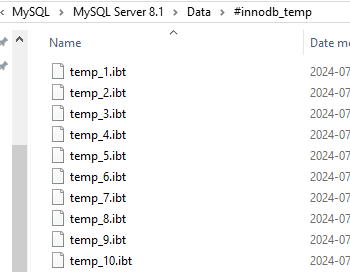 MySQL > MySQL Server 8.1 > Data > #innodb_temp
Name Date mo
temp_1.ibt 2024-07
temp_2.ibt 2024-07
temp_3.ibt 2024-07
temp_4.ibt 2024-07
temp_5.ibt 2024-07
temp_6.ibt 2024-07
temp_7.ibt 2024-07
temp_8.ibt 2024-07
temp_9.ibt 2024-07
temp_10.ibt 2024-07